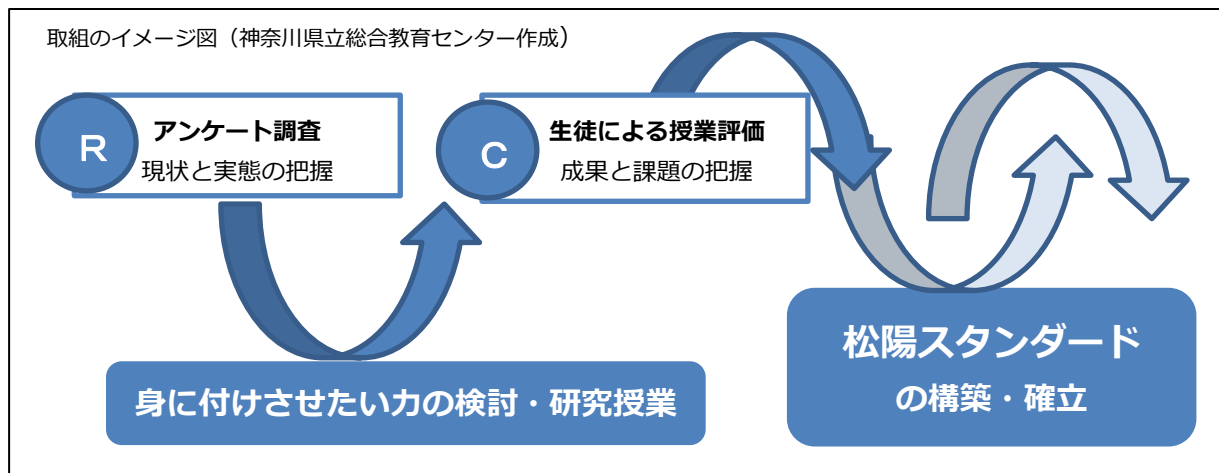 取組のイメージ図（神奈川県立総合教育センター作成）
R
アンケート調査
現状と実態の把握
C
生徒による授業評価
成果と課題の把握
身に付けさせたい力の検討・研究授業
松陽スタンダード
の構築・確立